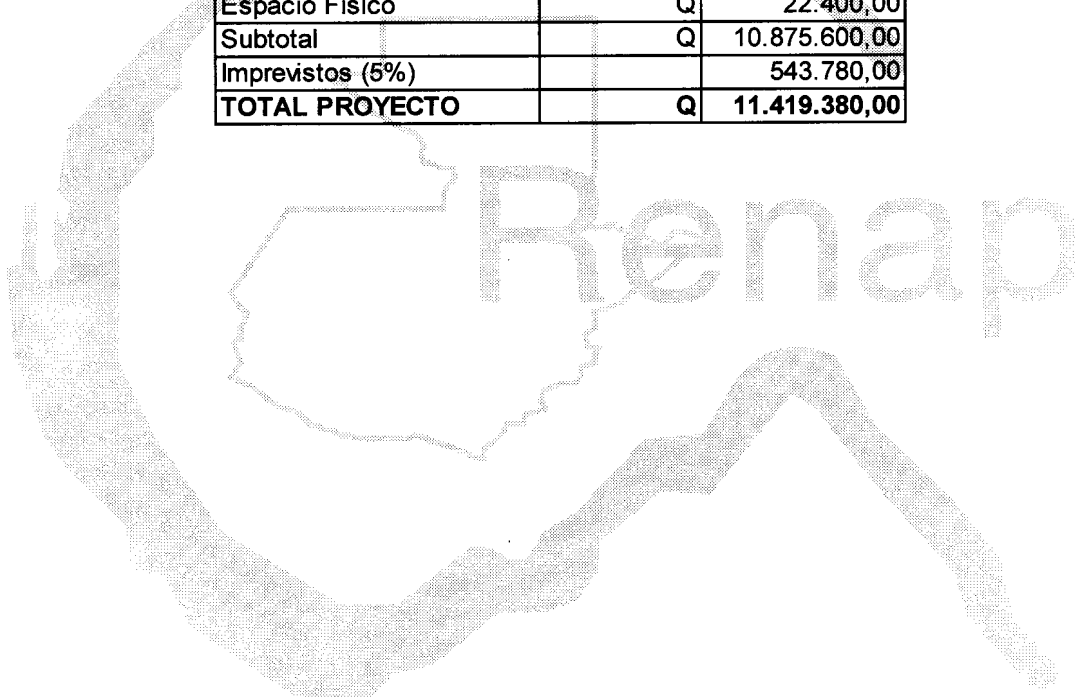 Espacio Físico Q 22.400,00
Subtotal Q 10.875.600,00
Imprevistos (5%) 543.780,00
TOTAL PROYECTO Q 11.419.380,00
Renap